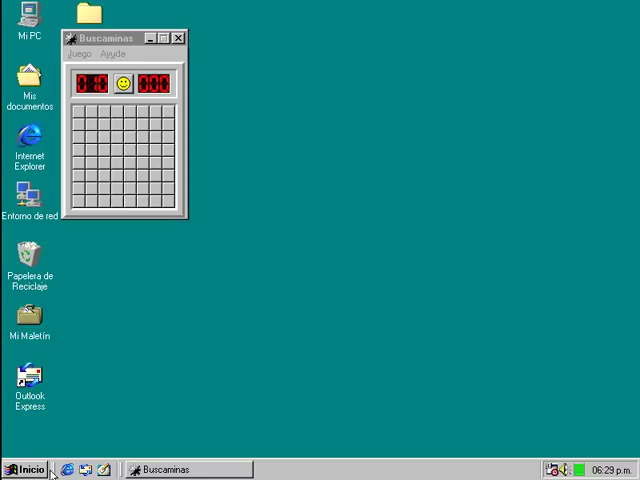 Mi PC
Buscaminas
Juego Ayuda
010 000
Mis
documentos
Internet
Explorer
Entorno de red
Papelera de
Reciclaje
Mi Maletín
Outlook
Express
Inicio
Buscaminas
06:29 p.m.